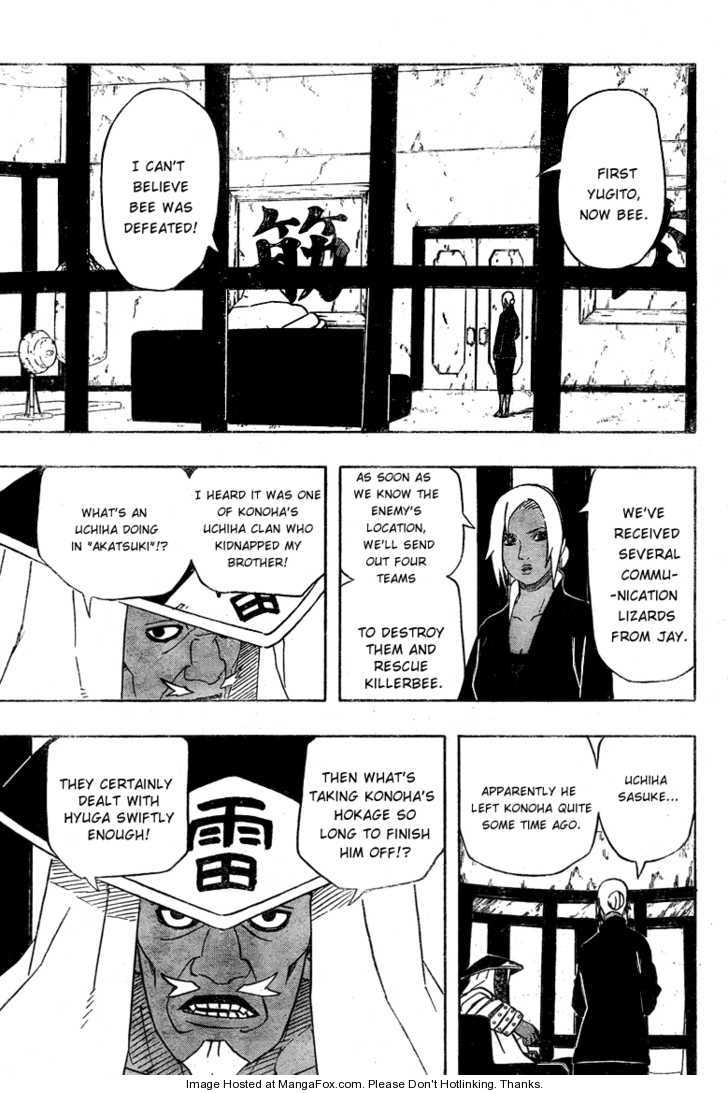 FIRST
YUGITO,
NOW BEE.
I CAN'T
BELIEVE
BEE WAS
DEFEATED!
筋
WE'VE
RECEIVED
SEVERAL
COMMU-
-NICATION
LIZARDS
FROM JAY.
AS SOON AS
WE KNOW THE
ENEMY'S
LOCATION,
WE'LL SEND
OUT FOUR
TEAMS
TO DESTROY
THEM AND
RESCUE
KILLERBEE.
I HEARD IT WAS ONE
OF KONOHA'S
UCHIHA CLAN WHO
KIDNAPPED MY
BROTHER!
WHAT'S AN
UCHIHA DOING
IN "AKATSUKI"!?
雷
UCHIHA
SASUKE...
APPARENTLY HE
LEFT KONOHA QUITE
SOME TIME AGO.
THEN WHAT'S
TAKING KONOHA'S
HOKAGE SO
LONG TO FINISH
HIM OFF!?
THEY CERTAINLY
DEALT WITH
HYUGA SWIFTLY
ENOUGH!
雷
Image Hosted at MangaFox.com. Please Don't Hotlinking. Thanks.